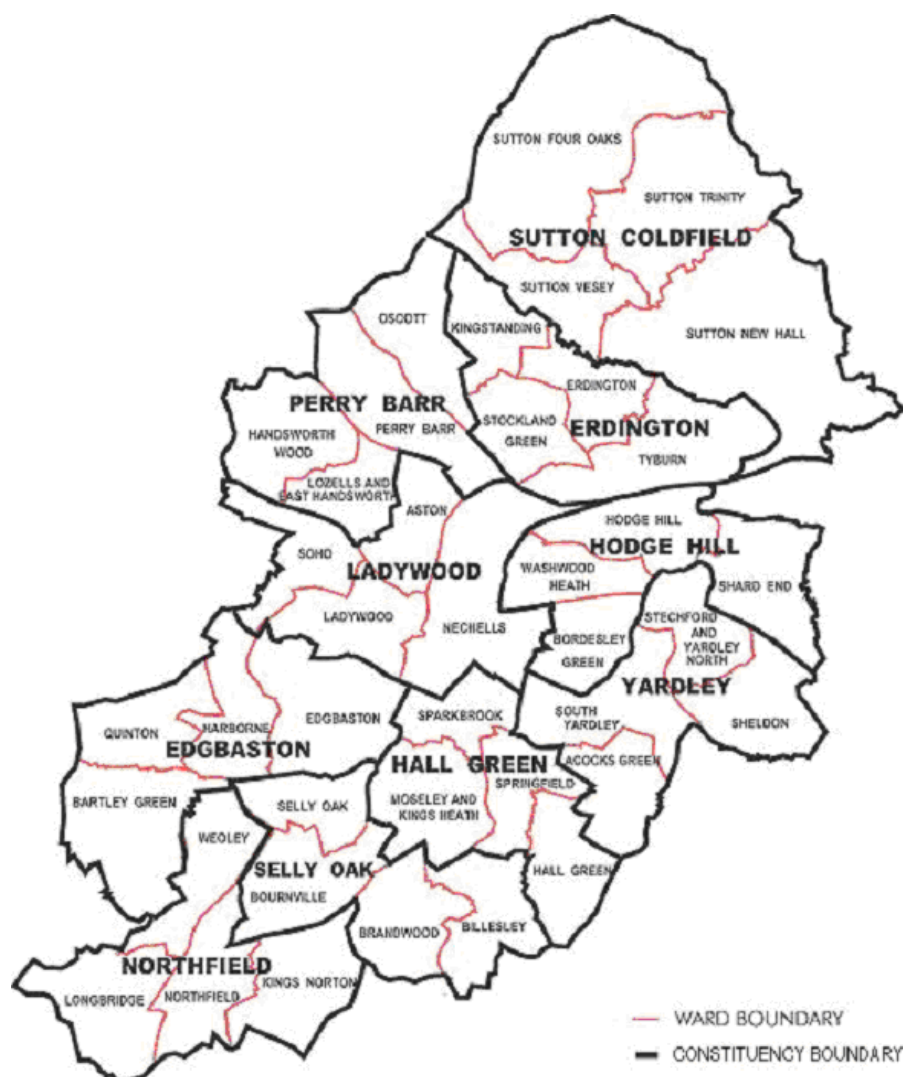 SUTTON FOUR OAKS
SUTTON TRINITY
SUTTON COLDFIELD
SUTTON VESEY
OSCOTT
KINGSTANDING
SUTTON NEW HALL
ERDINGTON
PERRY BARR
STOCKLAND
GREEN
ERDINGTON
HANDSWORTH
WOOD
PERRY BARR
TYBURN
LOZELLS AND
EAST HANDSWORTH
ASTON
HODGE HILL
HODGE HILL
SOHO
LADYWOOD
WASHWOOD
HEATH
SHARD END
LADYWOOD
NECHELLS
STECHFORD
AND
YARDLEY
NORTH
BORDESLEY
GREEN
YARDLEY
EDGBASTON
SPARKBROOK
SOUTH
YARDLEY
SHELDON
QUINTON
HARBORNE
EDGBASTON
HALL GREEN
ACOCKS GREEN
SPRINGFIELD
BARTLEY GREEN
SELLY OAK
MOSELEY AND
KINGS HEATH
WEOLEY
SELLY OAK
HALL GREEN
BOURNVILLE
BRANDWOOD
BILLESLEY
NORTHFIELD
KINGS NORTON
LONGBRIDGE
NORTHFIELD
WARD BOUNDARY
CONSTITUENCY BOUNDARY